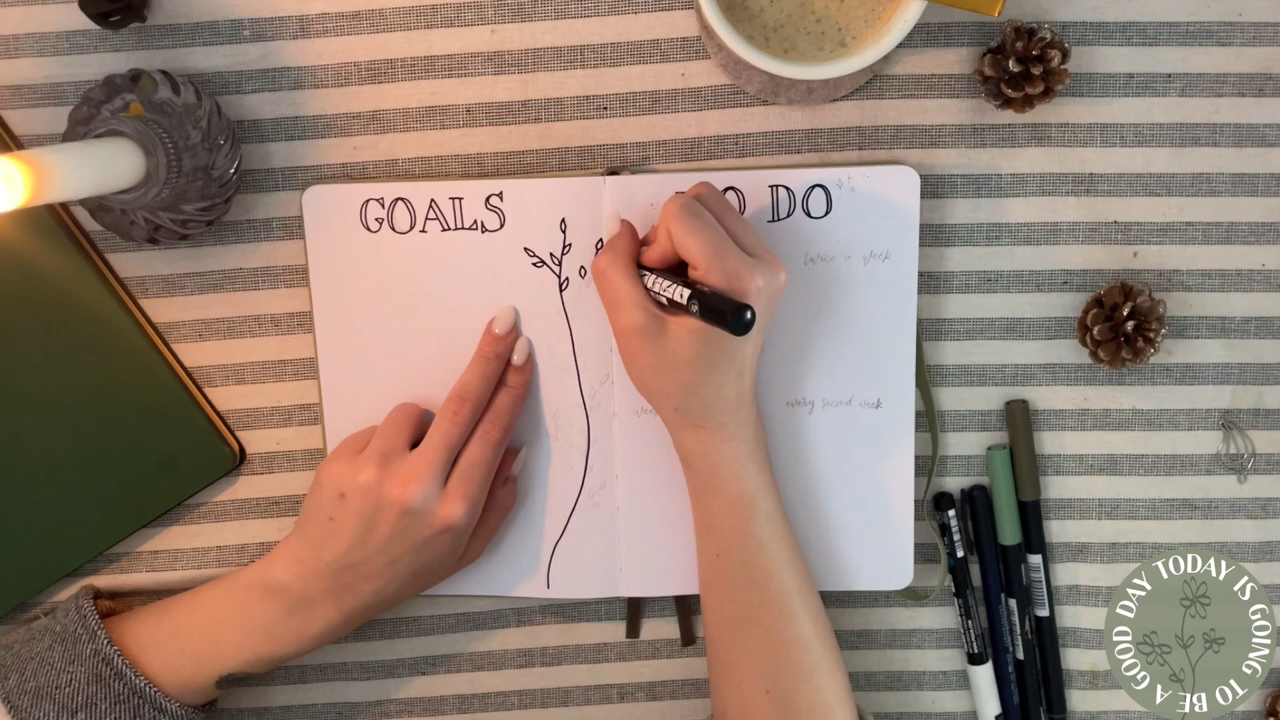 GOALS
DO
twice a week
every second week
TODAY IS GOING TO BE A GOOD DAY